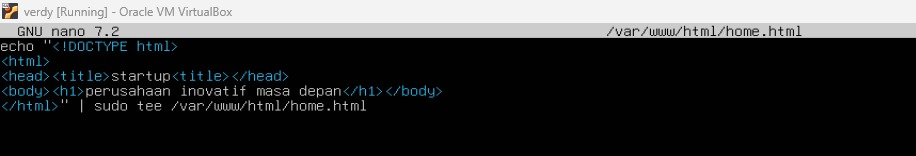 verdy [Running] - Oracle VM VirtualBox
GNU nano 7.2 /var/www/html/home.html
echo "<!DOCTYPE html>
<html>
<head><title>startup<title></head>
<body><h1>perusahaan inovatif masa depan</h1></body>
</html>" | sudo tee /var/www/html/home.html